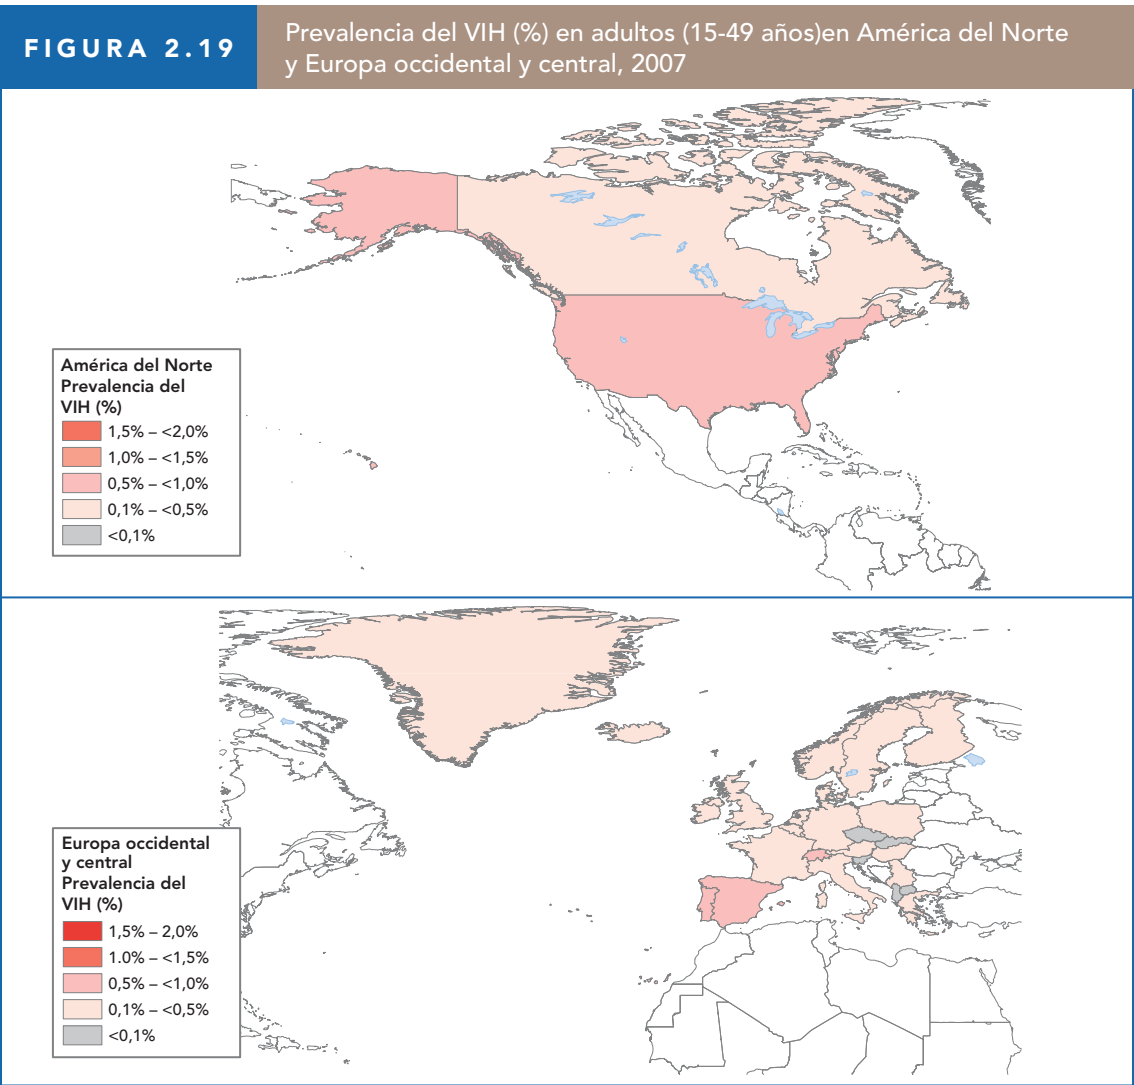 FIGURA 2.19
Prevalencia del VIH (%) en adultos (15-49 años)en América del Norte
y Europa occidental y central, 2007
América del Norte
Prevalencia del
VIH (%)
1,5% – <2,0%
1,0% – <1,5%
0,5% – <1,0%
0,1% – <0,5%
<0,1%
Europa occidental
y central
Prevalencia del
VIH (%)
1,5% – 2,0%
1.0% – <1,5%
0,5% – <1,0%
0,1% – <0,5%
<0,1%